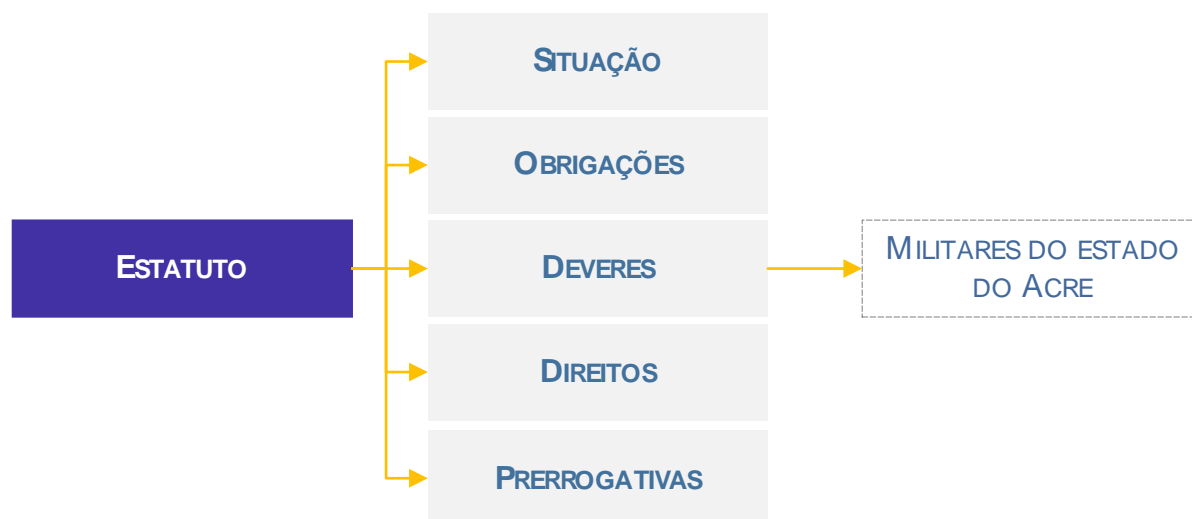 SITUAÇÃO
OBRIGAÇÕES
ESTATUTO
DEVERES
MILITARES DO ESTADO
DO ACRE
DIREITOS
PRERROGATIVAS